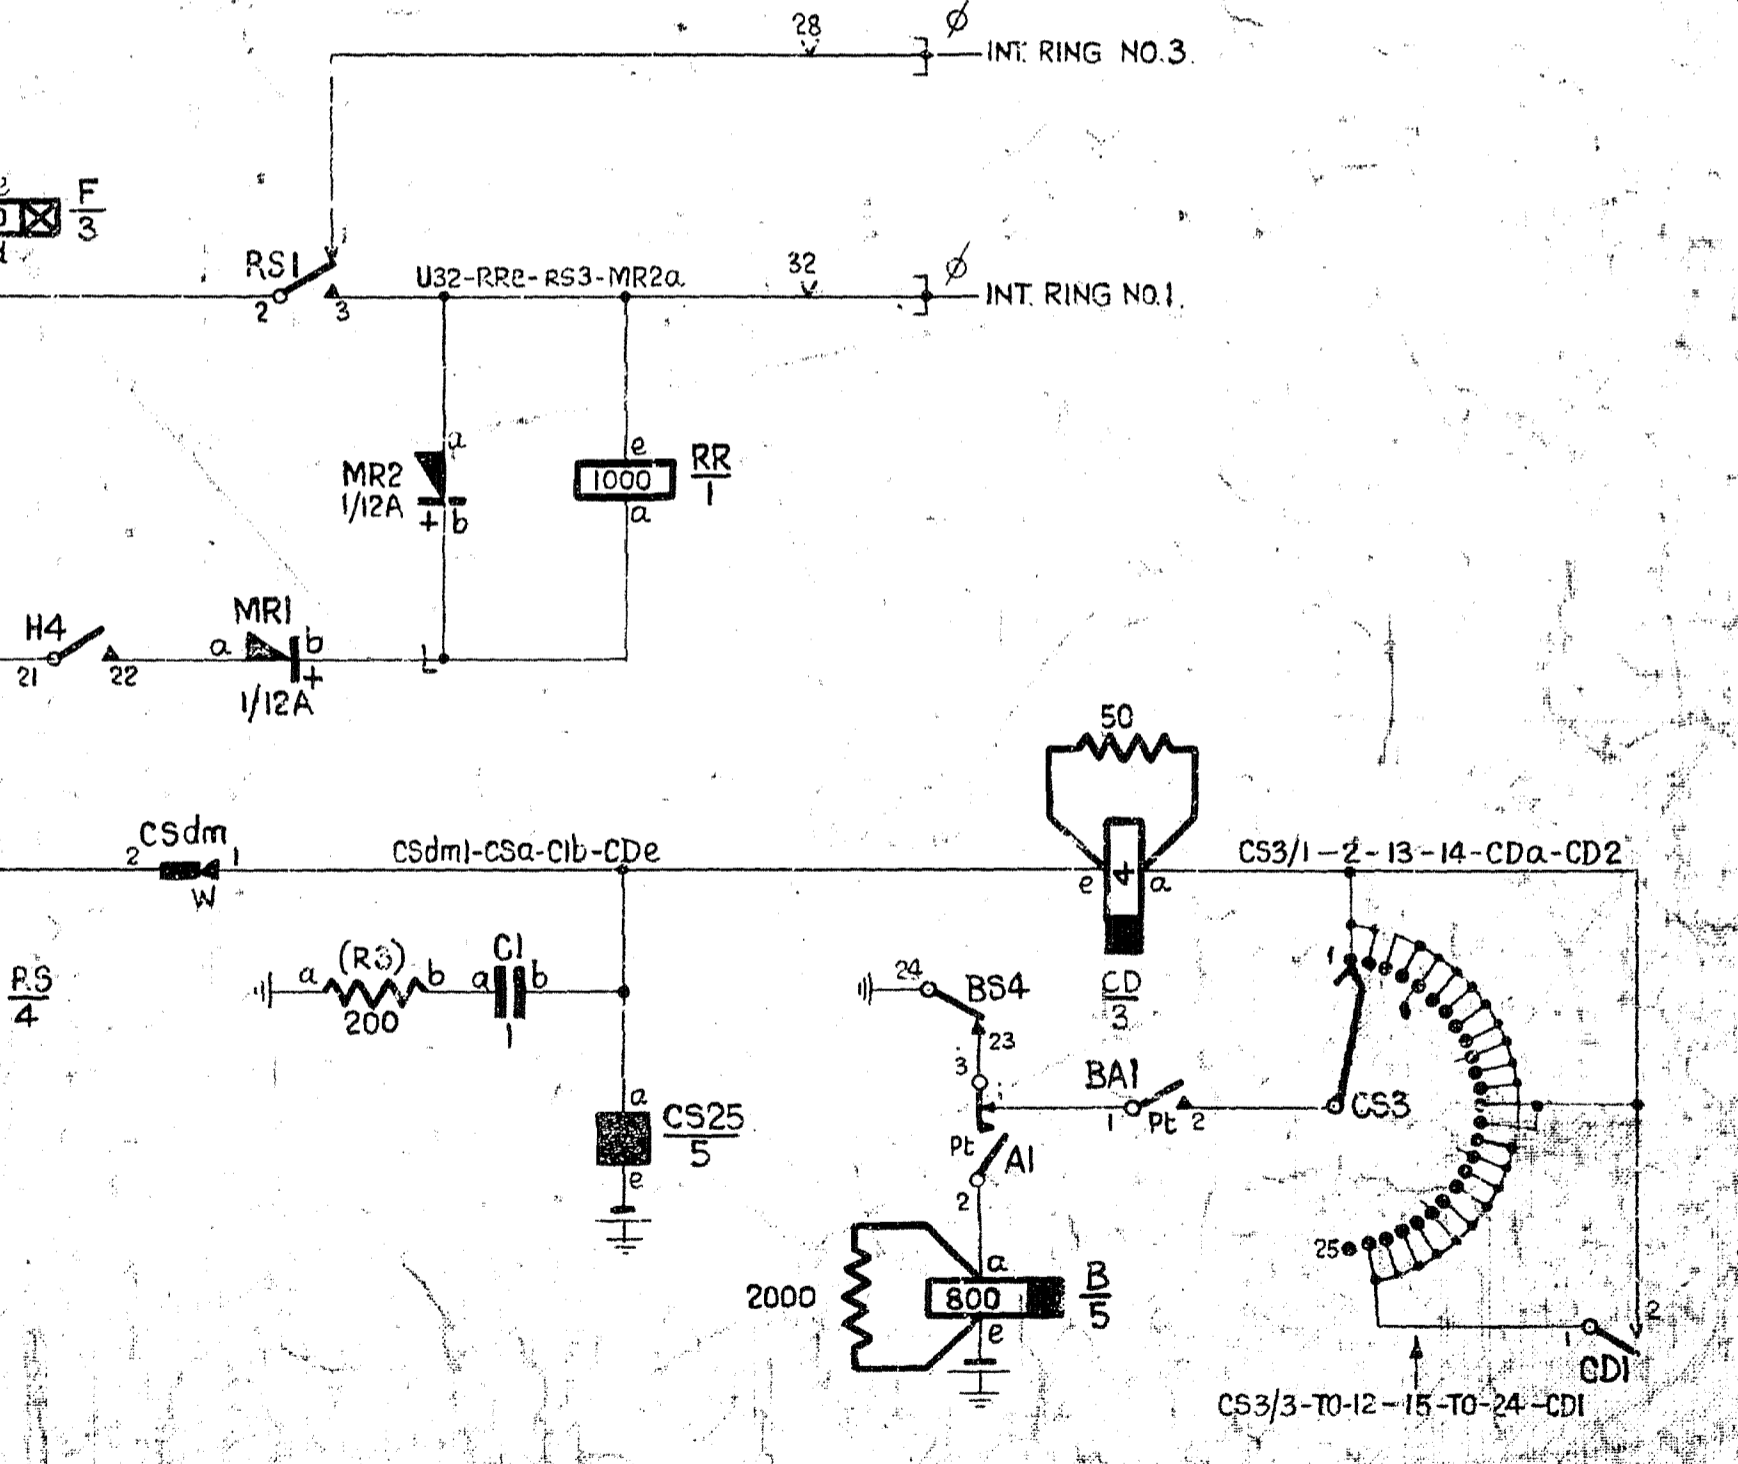 28
Ø
INT. RING NO.3.
F
3
RS1
2
3
U32-RRe-RS3-MR2a
32
Ø
INT. RING NO.1.
a
MR2
1/12A
+ b
e
1000
a
RR
1
H4
21
22
MR1
a
b
+
1/12A
50
CSdm
2
1
W
CSdm1-CSa-C1b-CDe
e
4
a
CS3/1-2-13-14-CDa-CD2
RS
4
a
(R3)
b
200
C1
a
b
1
24
BS4
23
CD
3
1
3
BA1
1
Pt
2
CS3
a
CS25
5
e
Pt
A1
2
25
2000
a
800
e
B
5
1
2
CD1
CS3/3-TO-12-15-TO-24-CD1